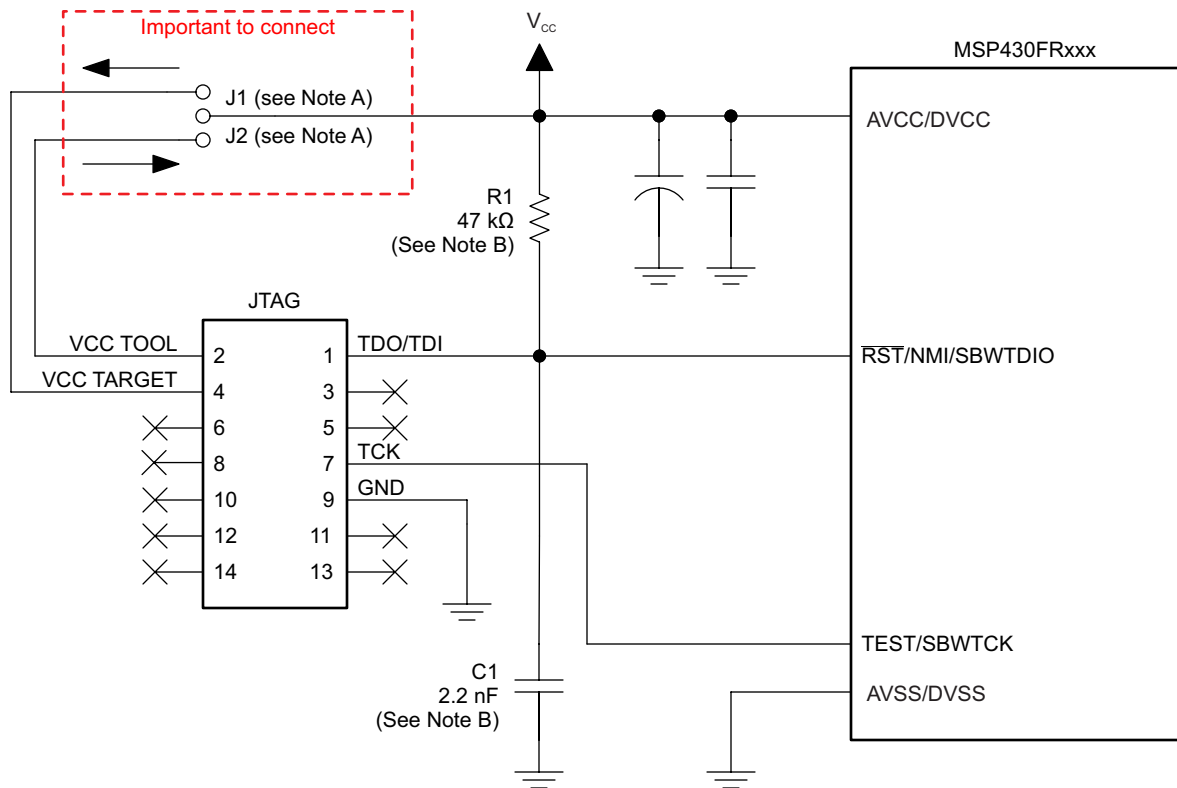 Important to connect
V_CC
MSP430FRxxx
J1 (see Note A)
J2 (see Note A)
AVCC/DVCC
R1
47 kΩ
(See Note B)
JTAG
VCC TOOL
2
1
TDO/TDI
RST/NMI/SBWTDIO
VCC TARGET
4
3
6
5
8
7
TCK
10
9
GND
12
11
14
13
TEST/SBWTCK
C1
2.2 nF
(See Note B)
AVSS/DVSS